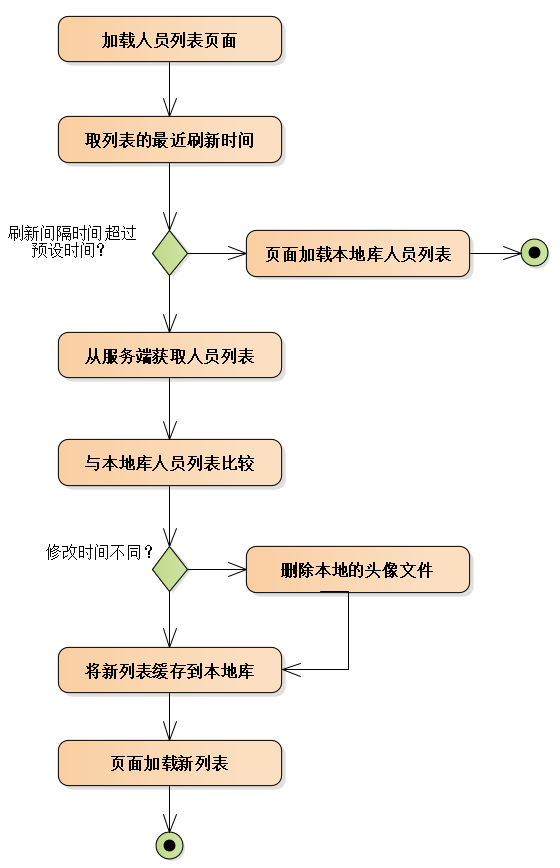 加载人员列表页面
取列表的最近刷新时间
刷新间隔时间超过
预设时间？
页面加载本地库人员列表
从服务端获取人员列表
与本地库人员列表比较
修改时间不同？
删除本地的头像文件
将新列表缓存到本地库
页面加载新列表